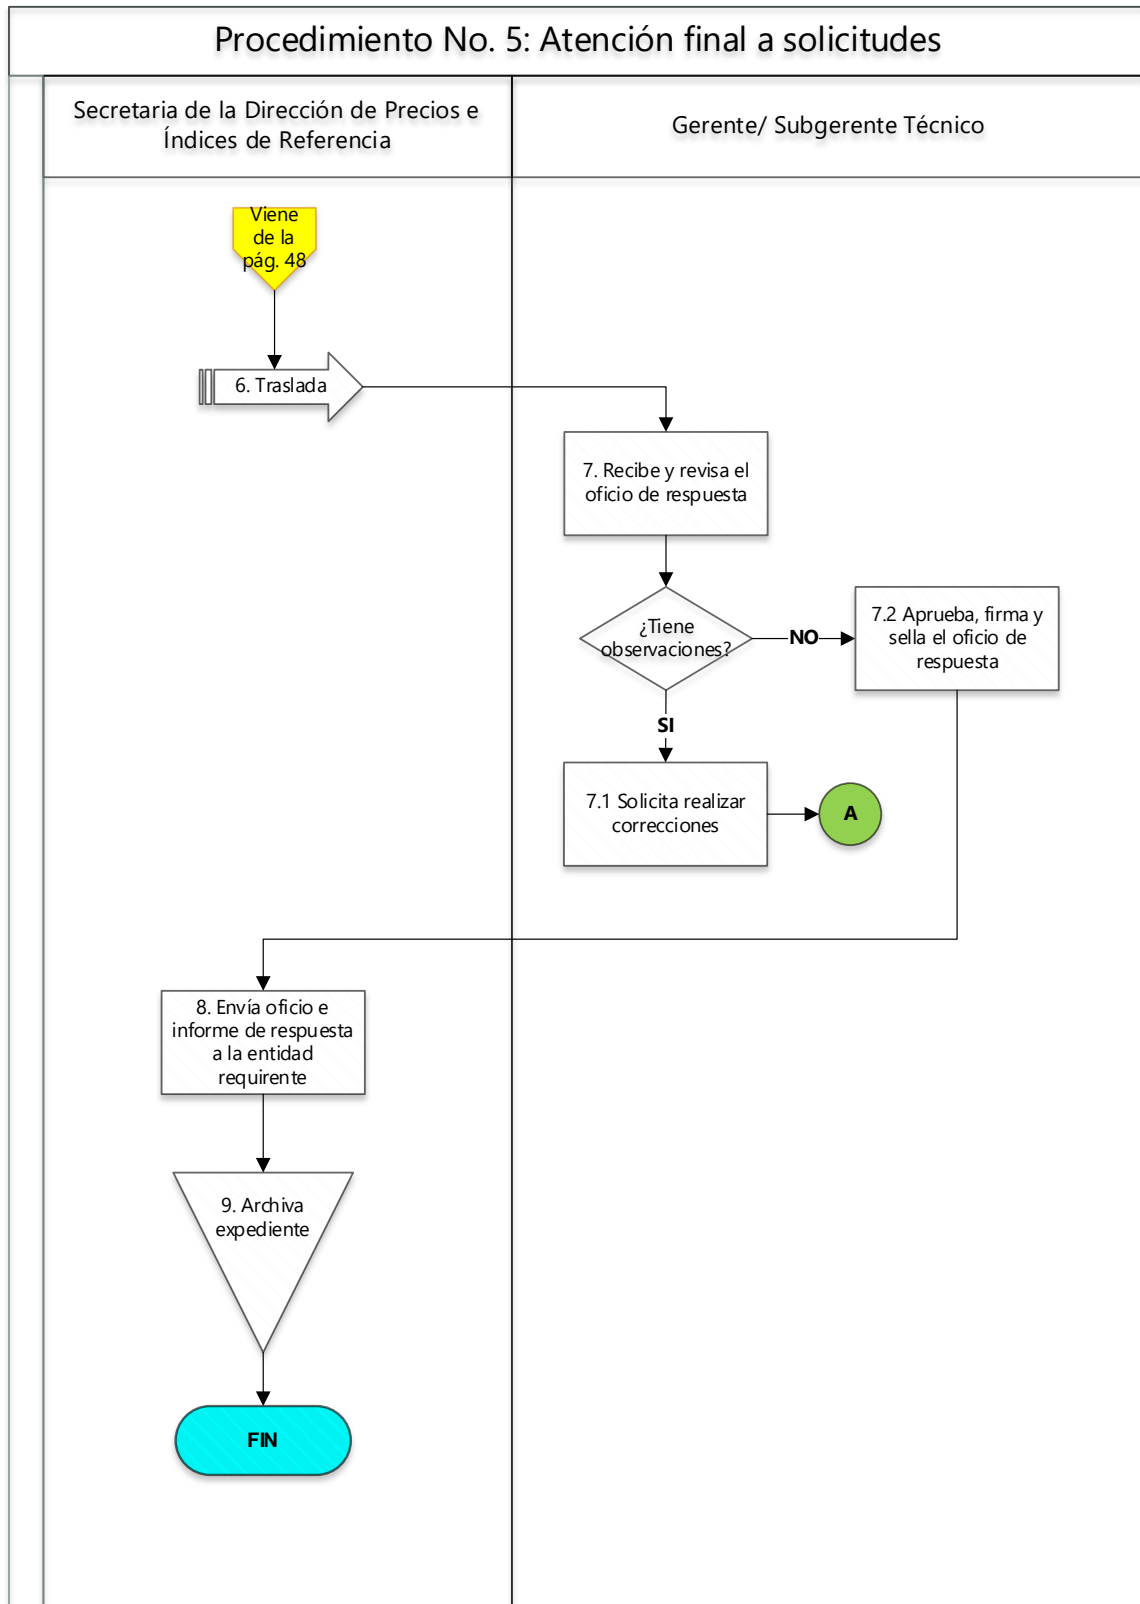 Procedimiento No. 5: Atención final a solicitudes
Secretaria de la Dirección de Precios e
Índices de Referencia
Gerente/ Subgerente Técnico
Viene
de la
pág. 48
6. Traslada
7. Recibe y revisa el
oficio de respuesta
¿Tiene
observaciones?
NO
7.2 Aprueba, firma y
sella el oficio de
respuesta
SI
7.1 Solicita realizar
correcciones
A
8. Envía oficio e
informe de respuesta
a la entidad
requirente
9. Archiva
expediente
FIN